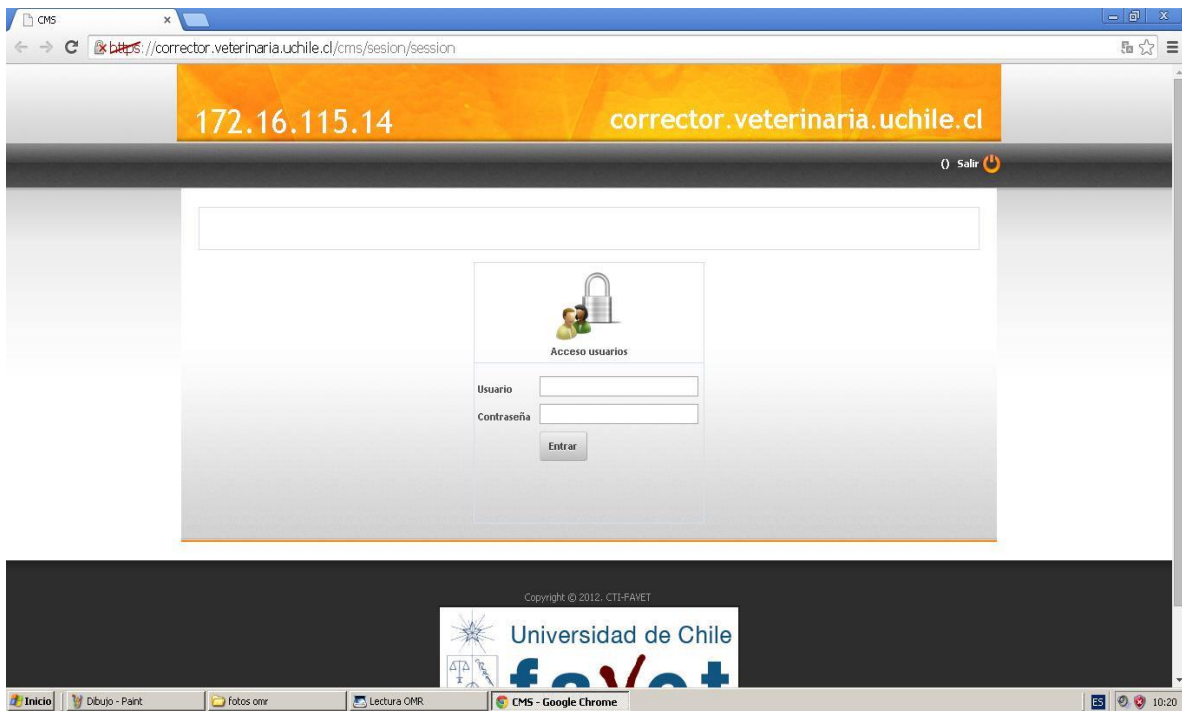 CMS
https://corrector.veterinaria.uchile.cl/cms/sesion/session
172.16.115.14
corrector.veterinaria.uchile.cl
() Salir
Acceso usuarios
Usuario
Contraseña
Entrar
Copyright © 2012. CTI-FAVET
Universidad de Chile
favet
Inicio
Dibujo - Paint
fotos omr
Lectura OMR
CMS - Google Chrome
ES
10:20